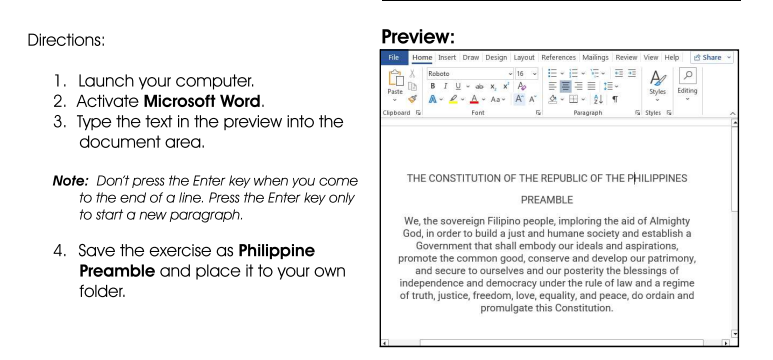 Directions:
1. Launch your computer.
2. Activate Microsoft Word.
3. Type the text in the preview into the
document area.
Note: Don't press the Enter key when you come
to the end of a line. Press the Enter key only
to start a new paragraph.
4. Save the exercise as Philippine
Preamble and place it to your own
folder.
Preview:
File Home Insert Draw Design Layout References Mailings Review View Help Share
Roboto 16
B I U ab x₂ x² A
Paste A A Aa A A Styles Editing
Clipboard Font Paragraph Styles
THE CONSTITUTION OF THE REPUBLIC OF THE PHILIPPINES
PREAMBLE
We, the sovereign Filipino people, imploring the aid of Almighty
God, in order to build a just and humane society and establish a
Government that shall embody our ideals and aspirations,
promote the common good, conserve and develop our patrimony,
and secure to ourselves and our posterity the blessings of
independence and democracy under the rule of law and a regime
of truth, justice, freedom, love, equality, and peace, do ordain and
promulgate this Constitution.